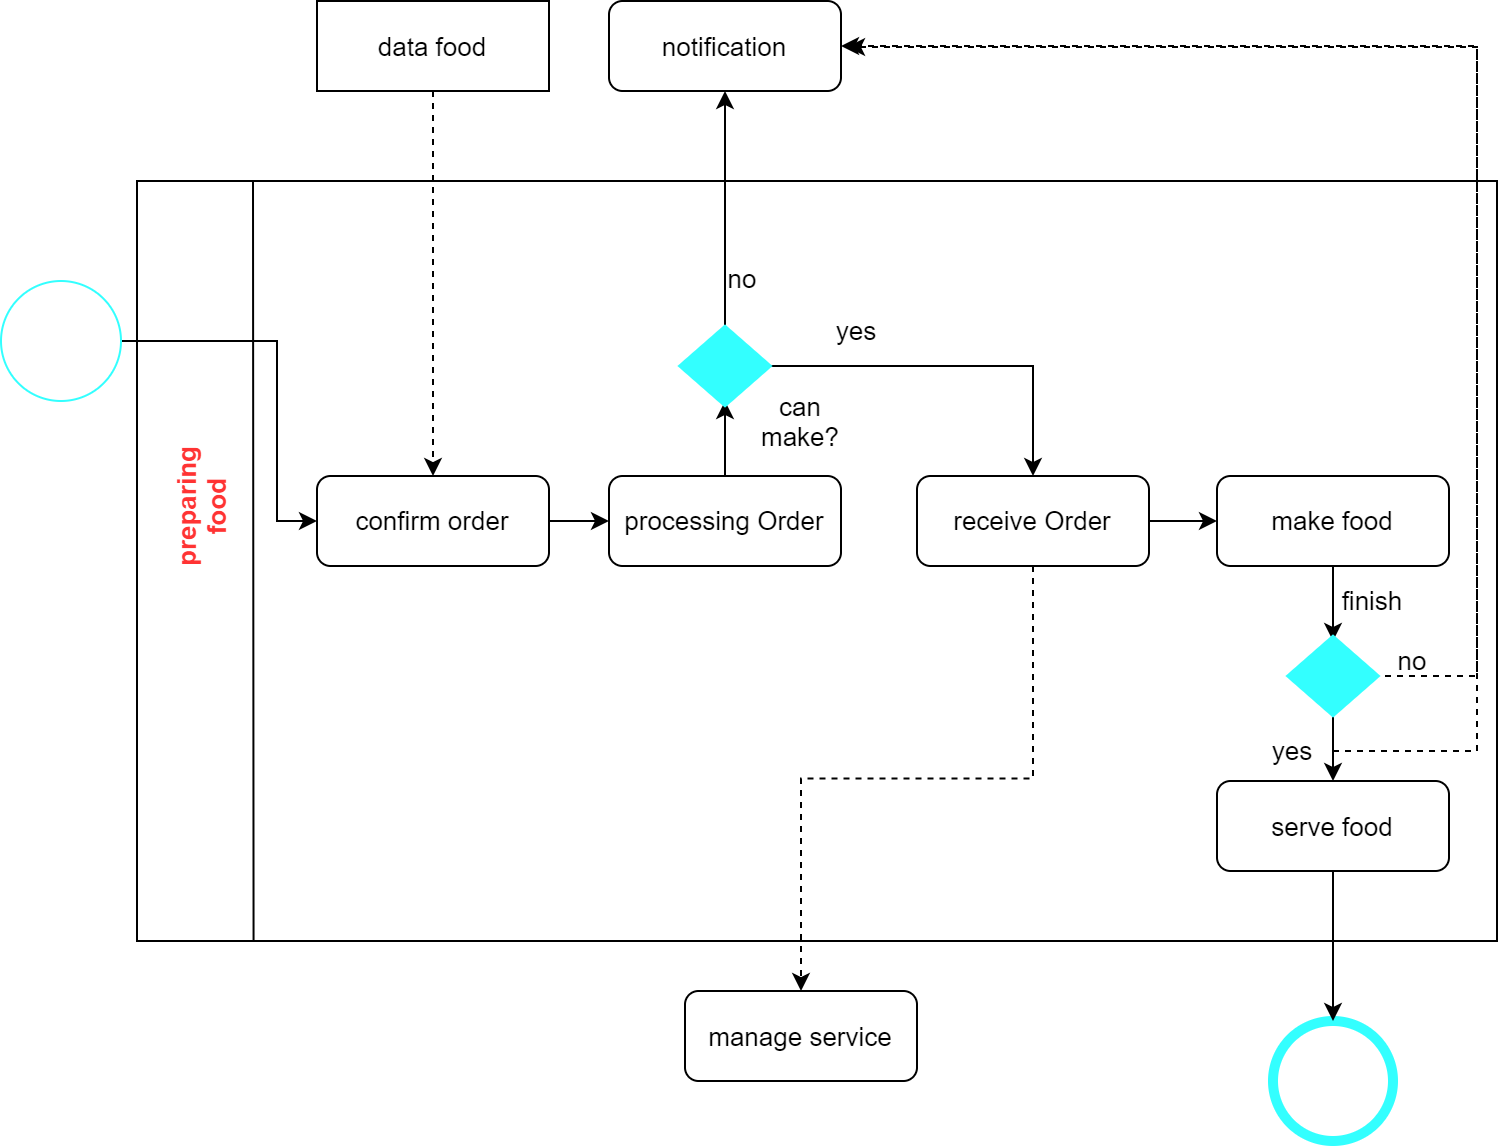 data food
notification
no
yes
can
make?
preparing
food
confirm order
processing Order
receive Order
make food
finish
no
yes
serve food
manage service